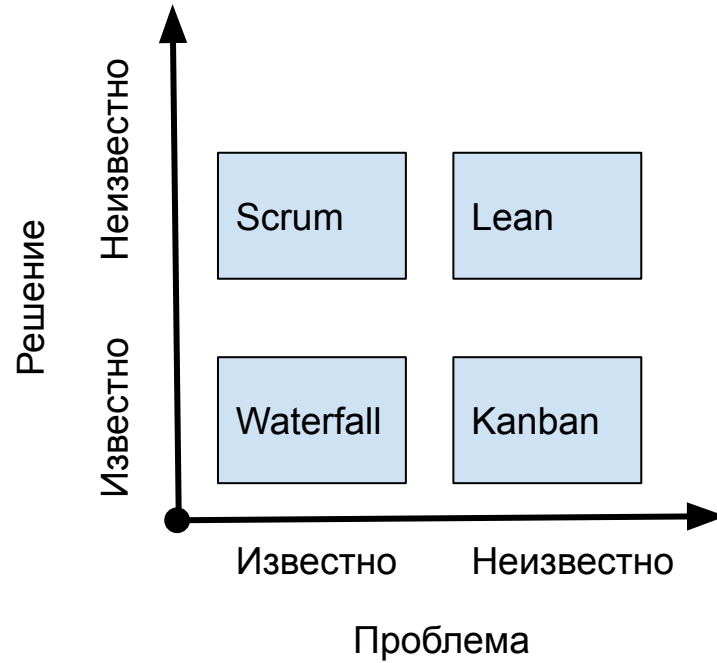 Решение
Неизвестно
Известно
Scrum
Lean
Waterfall
Kanban
Известно
Неизвестно
Проблема